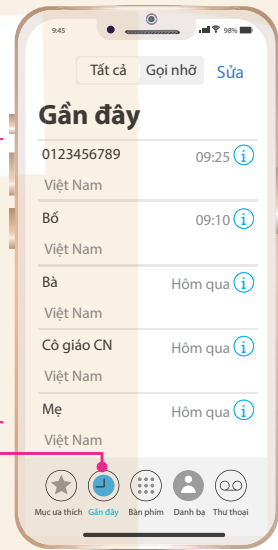 9:45
98%
Tất cả Gọi nhỡ Sửa
Gần đây
0123456789 09:25 i
Việt Nam
Bố 09:10 i
Việt Nam
Bà Hôm qua i
Việt Nam
Cô giáo CN Hôm qua i
Việt Nam
Mẹ Hôm qua i
Việt Nam
Mục ưa thích Gần đây Bàn phím Danh bạ Thư thoại